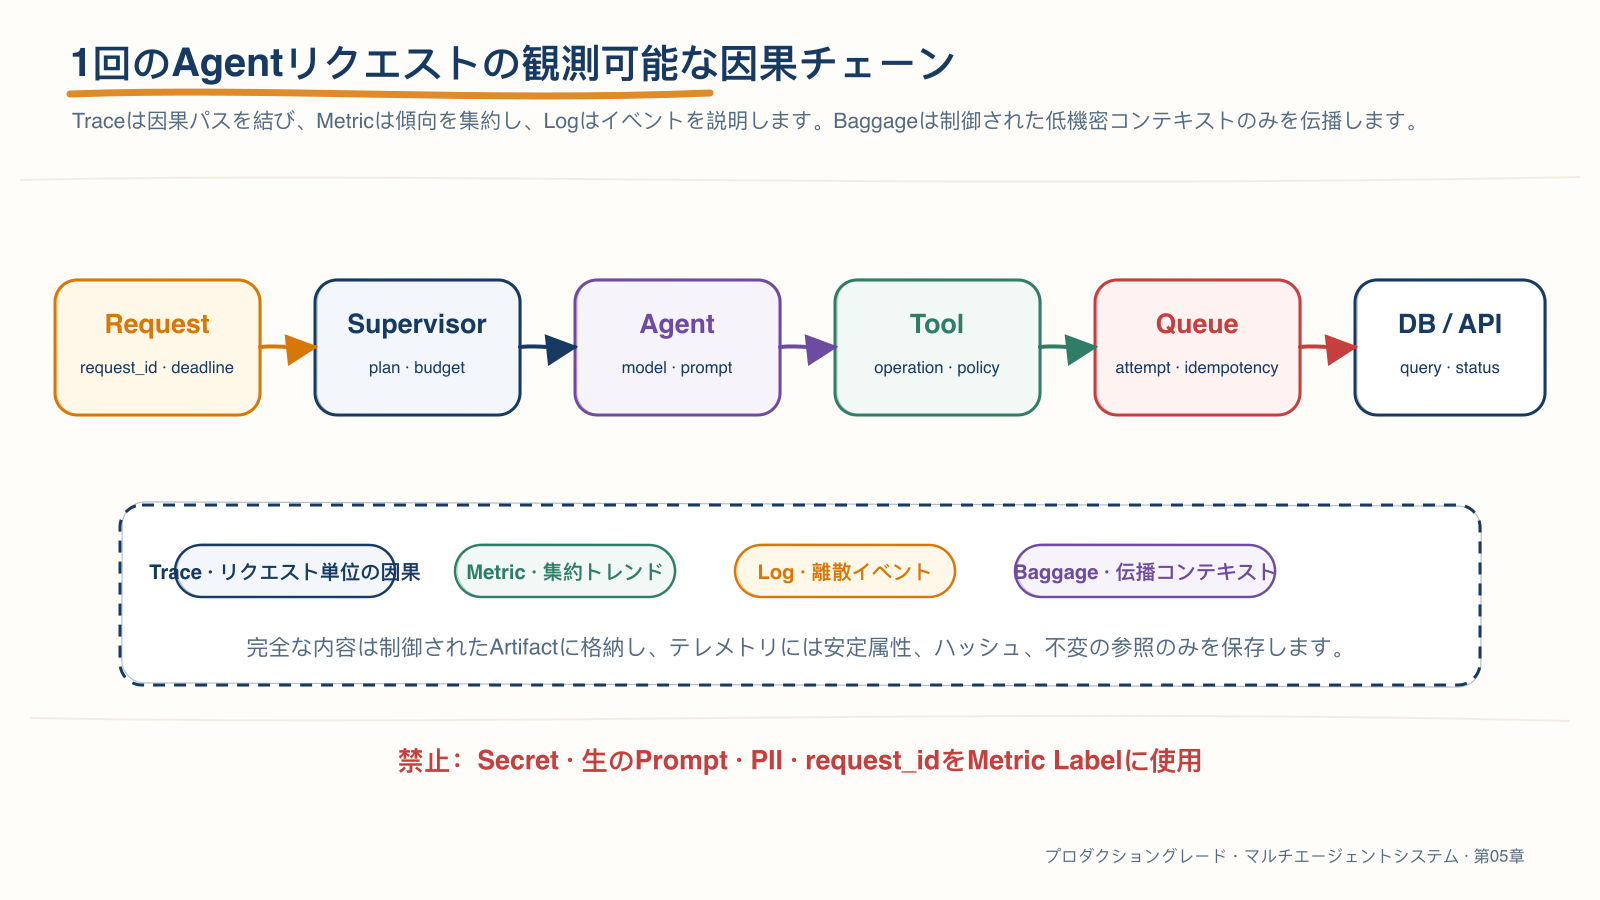 1回のAgentリクエストの観測可能な因果チェーン
Traceは因果パスを結び、Metricは傾向を集約し、Logはイベントを説明します。Baggageは制御された低機密コンテキストのみを伝播します。
Request
request_id · deadline
Supervisor
plan · budget
Agent
model · prompt
Tool
operation · policy
Queue
attempt · idempotency
DB / API
query · status
Trace · リクエスト単位の因果
Metric · 集約トレンド
Log · 離散イベント
Baggage · 伝播コンテキスト
完全な内容は制御されたArtifactに格納し、テレメトリには安定属性、ハッシュ、不変の参照のみを保存します。
禁止：Secret · 生のPrompt · PII · request_idをMetric Labelに使用
プロダクショングレード · マルチエージェントシステム · 第05章